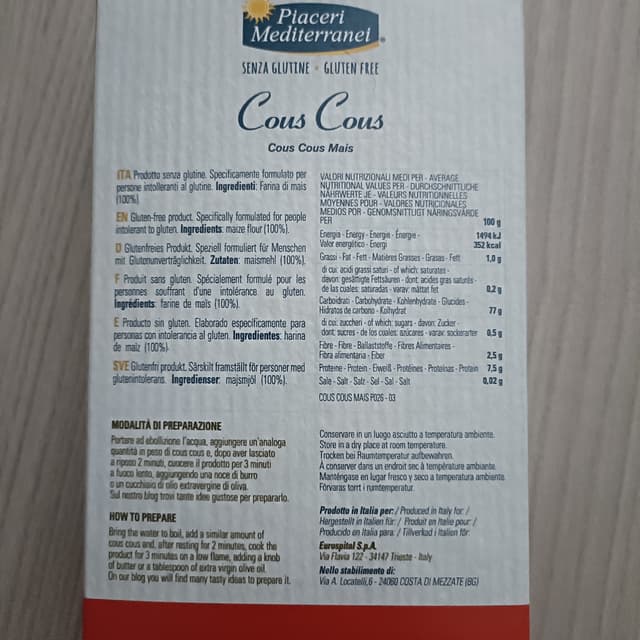 Piaceri
Mediterranei
SENZA GLUTINE · GLUTEN FREE
Cous Cous
Cous Cous Mais
ITA Prodotto senza glutine. Specificamente formulato per
persone intolleranti al glutine. Ingredienti: Farina di mais
(100%).
EN Gluten-free product. Specifically formulated for people
intolerant to gluten. Ingredients: maize flour (100%).
D Glutenfreies Produkt. Speziell formuliert für Menschen
mit Glutenunverträglichkeit. Zutaten: maismehl (100%).
F Produit sans gluten. Spécialement formulé pour les
personnes souffrant d'une intolérance au gluten.
Ingrédients: farine de maïs (100%).
E Producto sin gluten. Elaborado específicamente para
personas con intolerancia al gluten. Ingredientes: harina
de maíz (100%)
SVE Glutenfri produkt. Särskilt framställt för personer med
glutenintolerans. Ingredienser: majsmjöl (100%).
VALORI NUTRIZIONALI MEDI PER - AVERAGE
NUTRITIONAL VALUES PER - DURCHSCHNITTLICHE
NÄHRWERTE JE - VALEURS NUTRITIONNELLES
MOYENNES POUR - VALORES NUTRICIONALES
MEDIOS POR - GENOMSNITTLIGT NÄRINGSVÄRDE
PER 100 g
Energia - Energy - Energie - Énergie -
Valor energético - Energi 1494 kJ
352 kcal
Grassi - Fat - Fett - Matières Grasses - Grasas - Fett 1,0 g
di cui: acidi grassi saturi - of which: saturates -
davon: gesättigte Fettsäuren - dont: acides gras saturés -
de las cuales: saturadas - varav: mättat fett 0,2 g
Carboidrati - Carbohydrate - Kohlenhydrate - Glucides -
Hidratos de carbono - Kolhydrat 77 g
di cui: zuccheri - of which: sugars - davon: Zucker -
dont: sucres - de los cuales: azúcares - varav: sockerarter 0,5 g
Fibre - Fibre - Ballaststoffe - Fibres Alimentaires -
Fibra alimentaria - Fiber 2,5 g
Proteine - Protein - Eiweiß - Protéines - Proteínas - Protein 7,5 g
Sale - Salt - Salz - Sel - Sal - Salt 0,02 g
COUS COUS MAIS P026 - 03
MODALITÀ DI PREPARAZIONE
Portare ad ebollizione l'acqua, aggiungere un'analoga
quantità in peso di cous cous e, dopo aver lasciato
a riposo 2 minuti, cuocere il prodotto per 3 minuti
a fuoco lento, aggiungendo una noce di burro
o un cucchiaio di olio extravergine di oliva.
Sul nostro blog trovi tante idee gustose per prepararlo.
HOW TO PREPARE
Bring the water to boil, add a similar amount of
cous cous and, after resting for 2 minutes, cook the
product for 3 minutes on a low flame, adding a knob
of butter or a tablespoon of extra virgin olive oil.
On our blog you will find many tasty ideas to prepare it.
Conservare in un luogo asciutto a temperatura ambiente.
Store in a dry place at room temperature.
Trocken bei Raumtemperatur aufbewahren.
À conserver dans un endroit sec à température ambiante.
Manténgase en lugar fresco y seco a temperatura ambiente.
Förvaras torrt i rumtemperatur.
Prodotto in Italia per: / Produced in Italy for: /
Hergestellt in Italien für: / Produit en Italie pour: /
Producido en Italia para: / Tillverkad i Italien för:
Eurospital S.p.A.
Via Flavia 122 - 34147 Trieste - Italy
Nello stabilimento di:
Via A. Locatelli,6 - 24060 COSTA DI MEZZATE (BG)